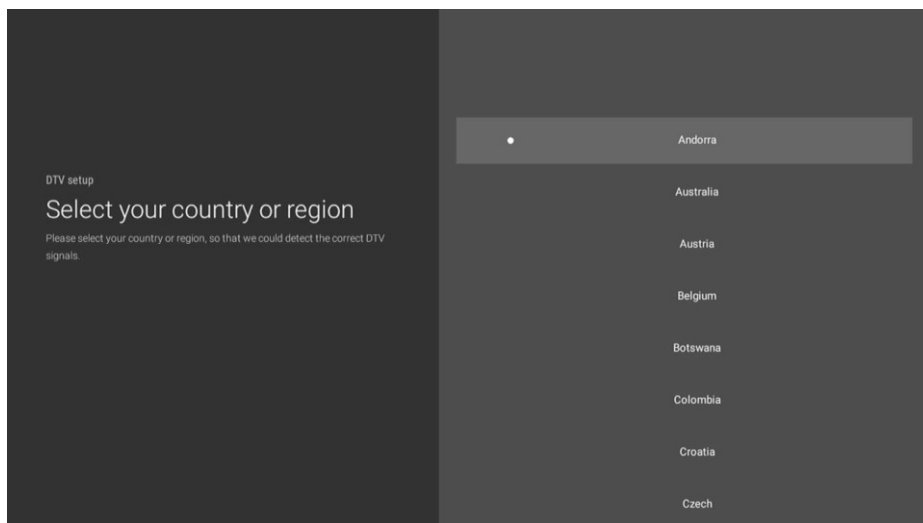 DTV setup
Select your country or region
Please select your country or region, so that we could detect the correct DTV
signals.
Andorra
Australia
Austria
Belgium
Botswana
Colombia
Croatia
Czech